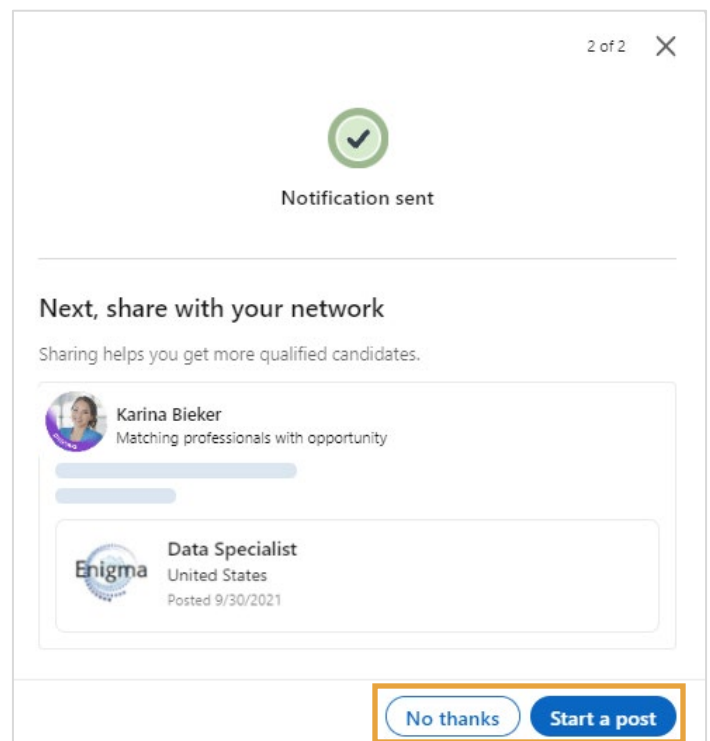 2 of 2
Notification sent
Next, share with your network
Sharing helps you get more qualified candidates.
Karina Bieker
Matching professionals with opportunity
Enigma
Data Specialist
United States
Posted 9/30/2021
No thanks
Start a post